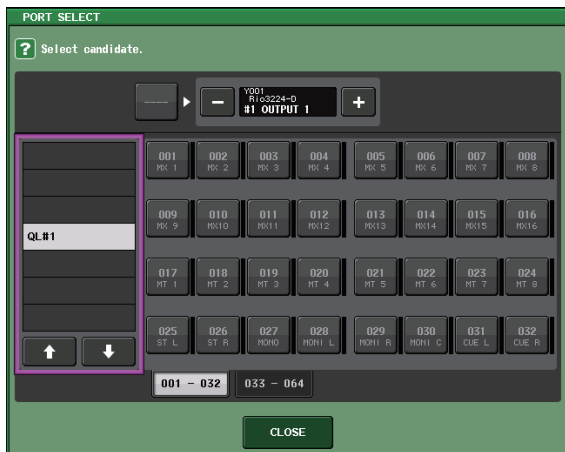 PORT SELECT
? Select candidate.
---- − Y001 +
Rio3224-D
#1 OUTPUT 1
001 002 003 004 005 006 007 008
MX 1 MX 2 MX 3 MX 4 MX 5 MX 6 MX 7 MX 8
009 010 011 012 013 014 015 016
MX 9 MX10 MX11 MX12 MX13 MX14 MX15 MX16
QL#1
017 018 019 020 021 022 023 024
MT 1 MT 2 MT 3 MT 4 MT 5 MT 6 MT 7 MT 8
025 026 027 028 029 030 031 032
ST L ST R MONO MONI L MONI R MONI C CUE L CUE R
001 - 032 033 - 064
CLOSE